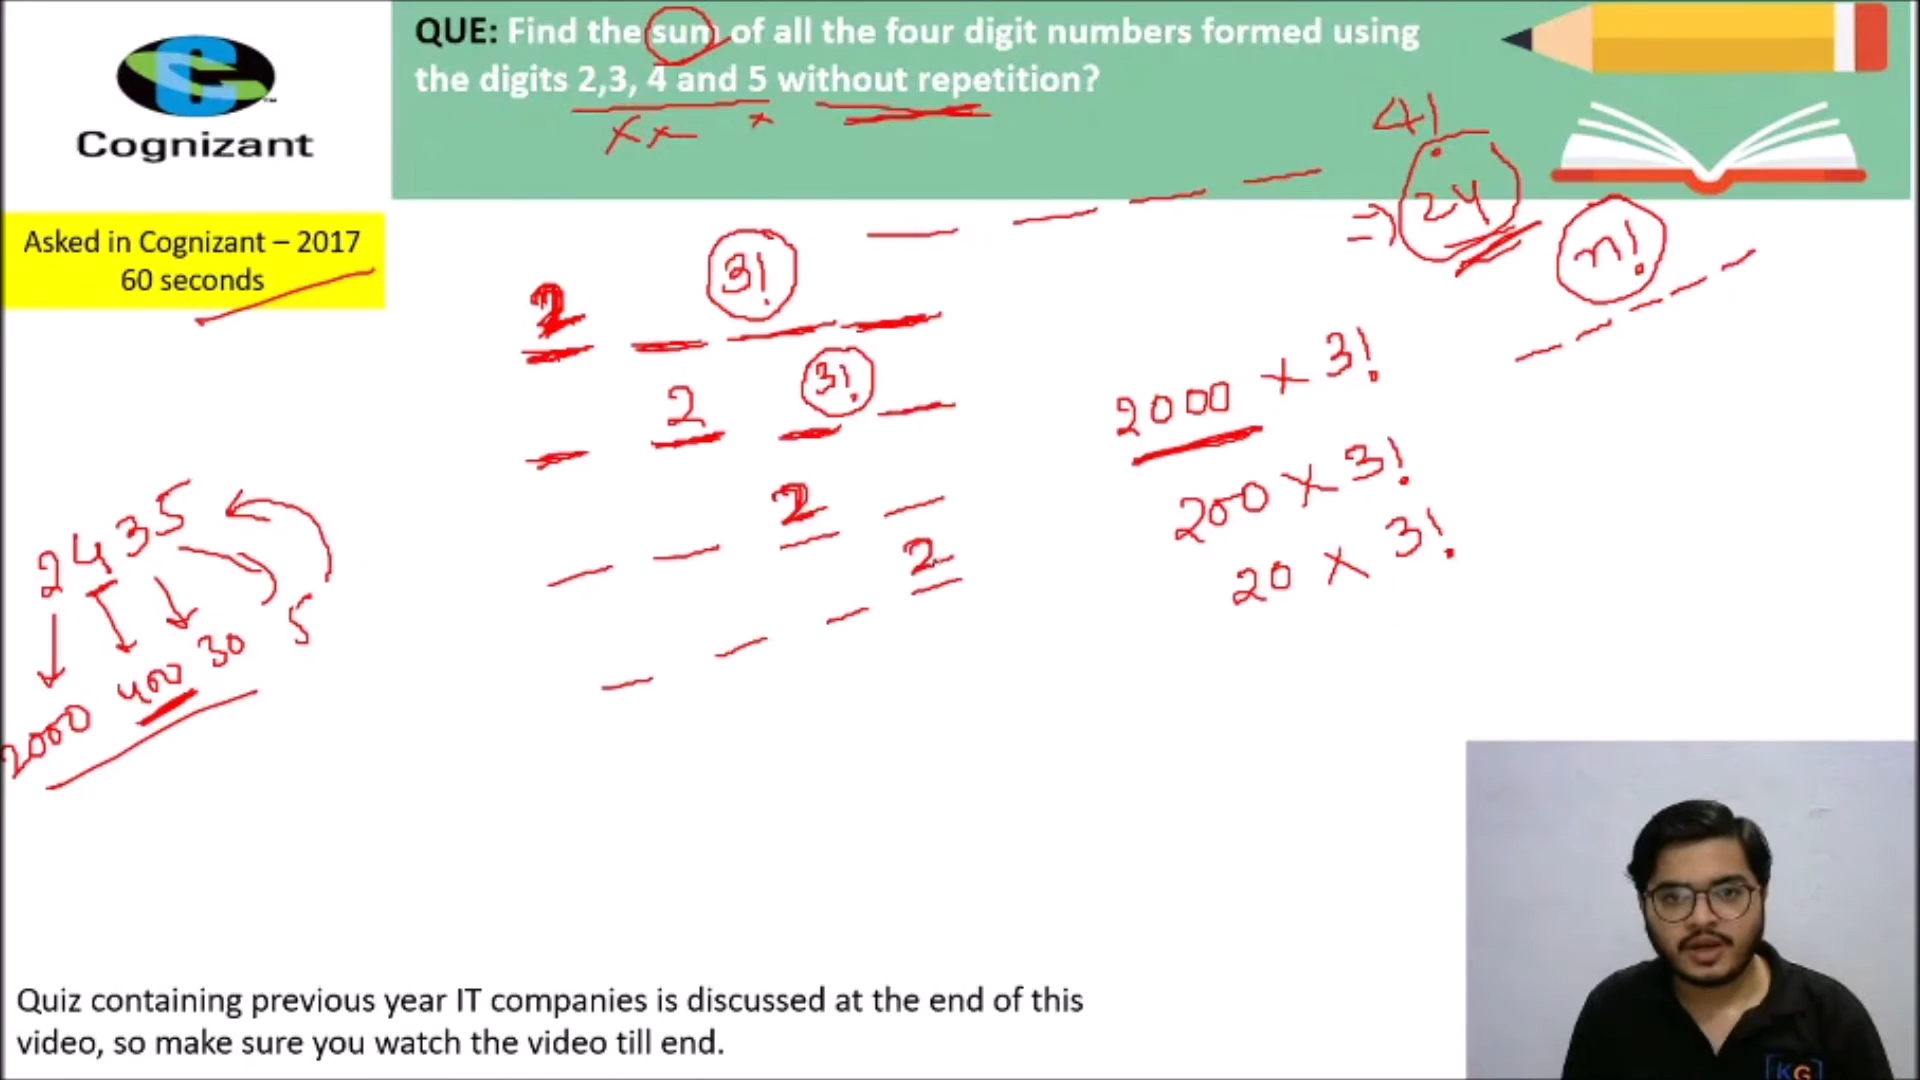 QUE: Find the sum of all the four digit numbers formed using
the digits 2,3, 4 and 5 without repetition?
Cognizant
Asked in Cognizant – 2017
60 seconds
4!
24
n!
3!
2
3!
2
2
2
2000 × 3!
200 × 3!
20 × 3!
2435
2000 400 30 5
Quiz containing previous year IT companies is discussed at the end of this
video, so make sure you watch the video till end.
KG